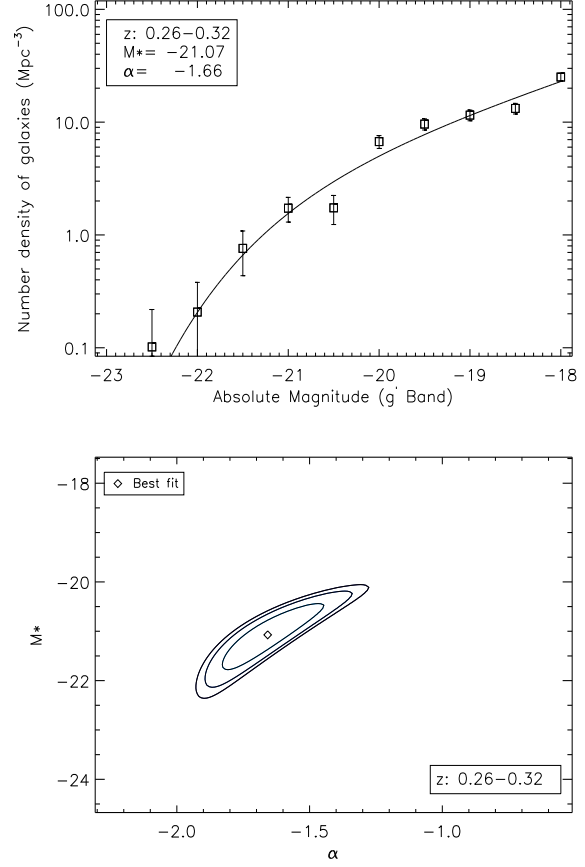 100.0
z: 0.26−0.32
M*= −21.07
α= −1.66
10.0
1.0
0.1
Number density of galaxies (Mpc⁻³)
−23 −22 −21 −20 −19 −18
Absolute Magnitude (g' Band)
−18
Best fit
−20
M*
−22
−24
z: 0.26−0.32
−2.0 −1.5 −1.0
α